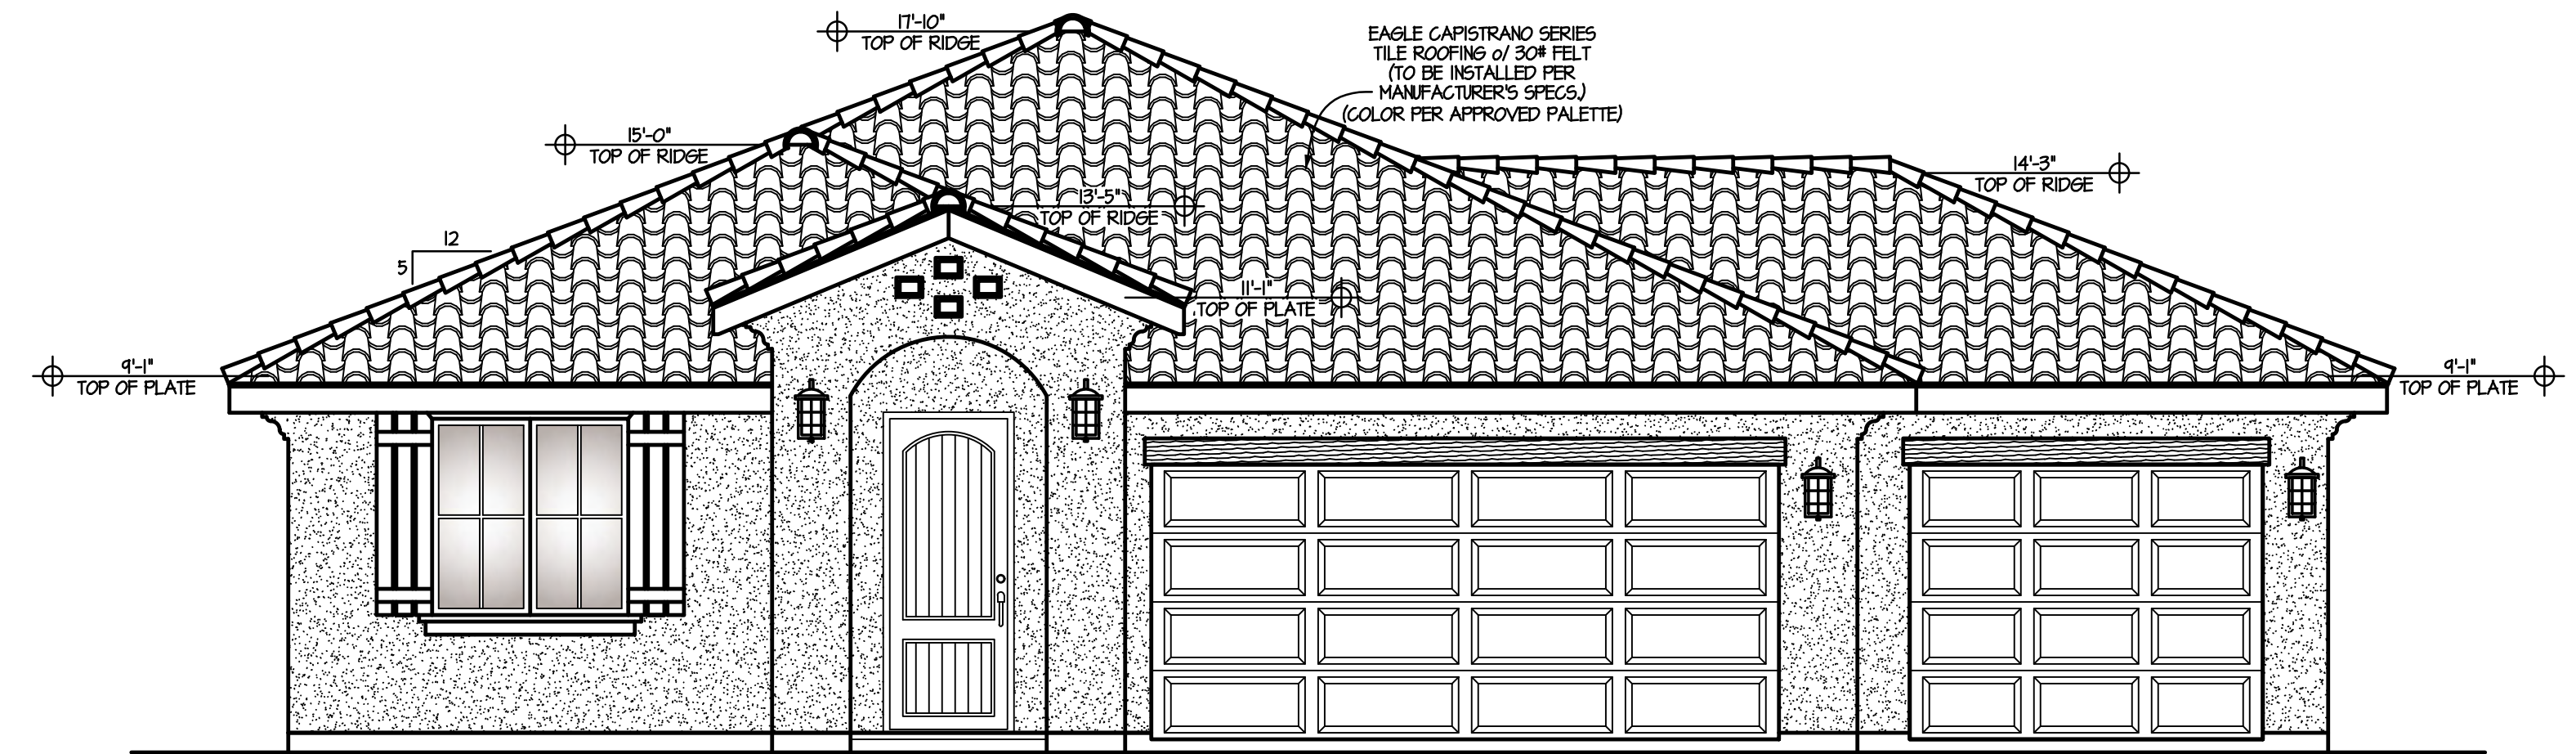 17'-10"
TOP OF RIDGE
EAGLE CAPISTRANO SERIES
TILE ROOFING o/ 30# FELT
(TO BE INSTALLED PER
MANUFACTURER'S SPECS.)
(COLOR PER APPROVED PALETTE)
15'-0"
TOP OF RIDGE
14'-3"
TOP OF RIDGE
13'-5"
TOP OF RIDGE
12
5
11'-1"
TOP OF PLATE
9'-1"
TOP OF PLATE
9'-1"
TOP OF PLATE